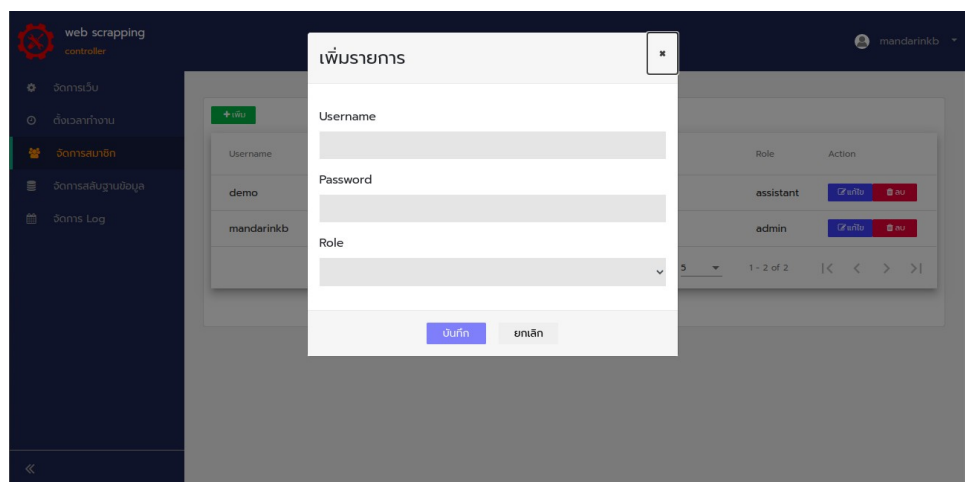 web scrapping
controller
mandarinkb
จัดการเว็บ
ตั้งเวลาทำงาน
จัดการสมาชิก
จัดการสลับฐานข้อมูล
จัดการ Log
+เพิ่ม
Username Role Action
demo assistant แก้ไข ลบ
mandarinkb admin แก้ไข ลบ
5 1 - 2 of 2
เพิ่มรายการ
Username
Password
Role
บันทึก ยกเลิก